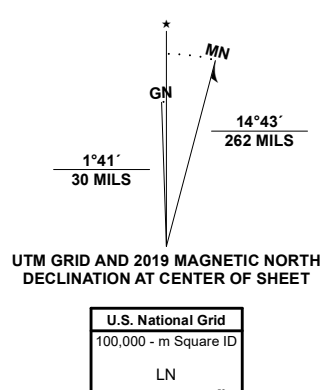 ★
MN
GN
14°43´
262 MILS
1°41´
30 MILS
UTM GRID AND 2019 MAGNETIC NORTH
DECLINATION AT CENTER OF SHEET
U.S. National Grid
100,000 - m Square ID
LN